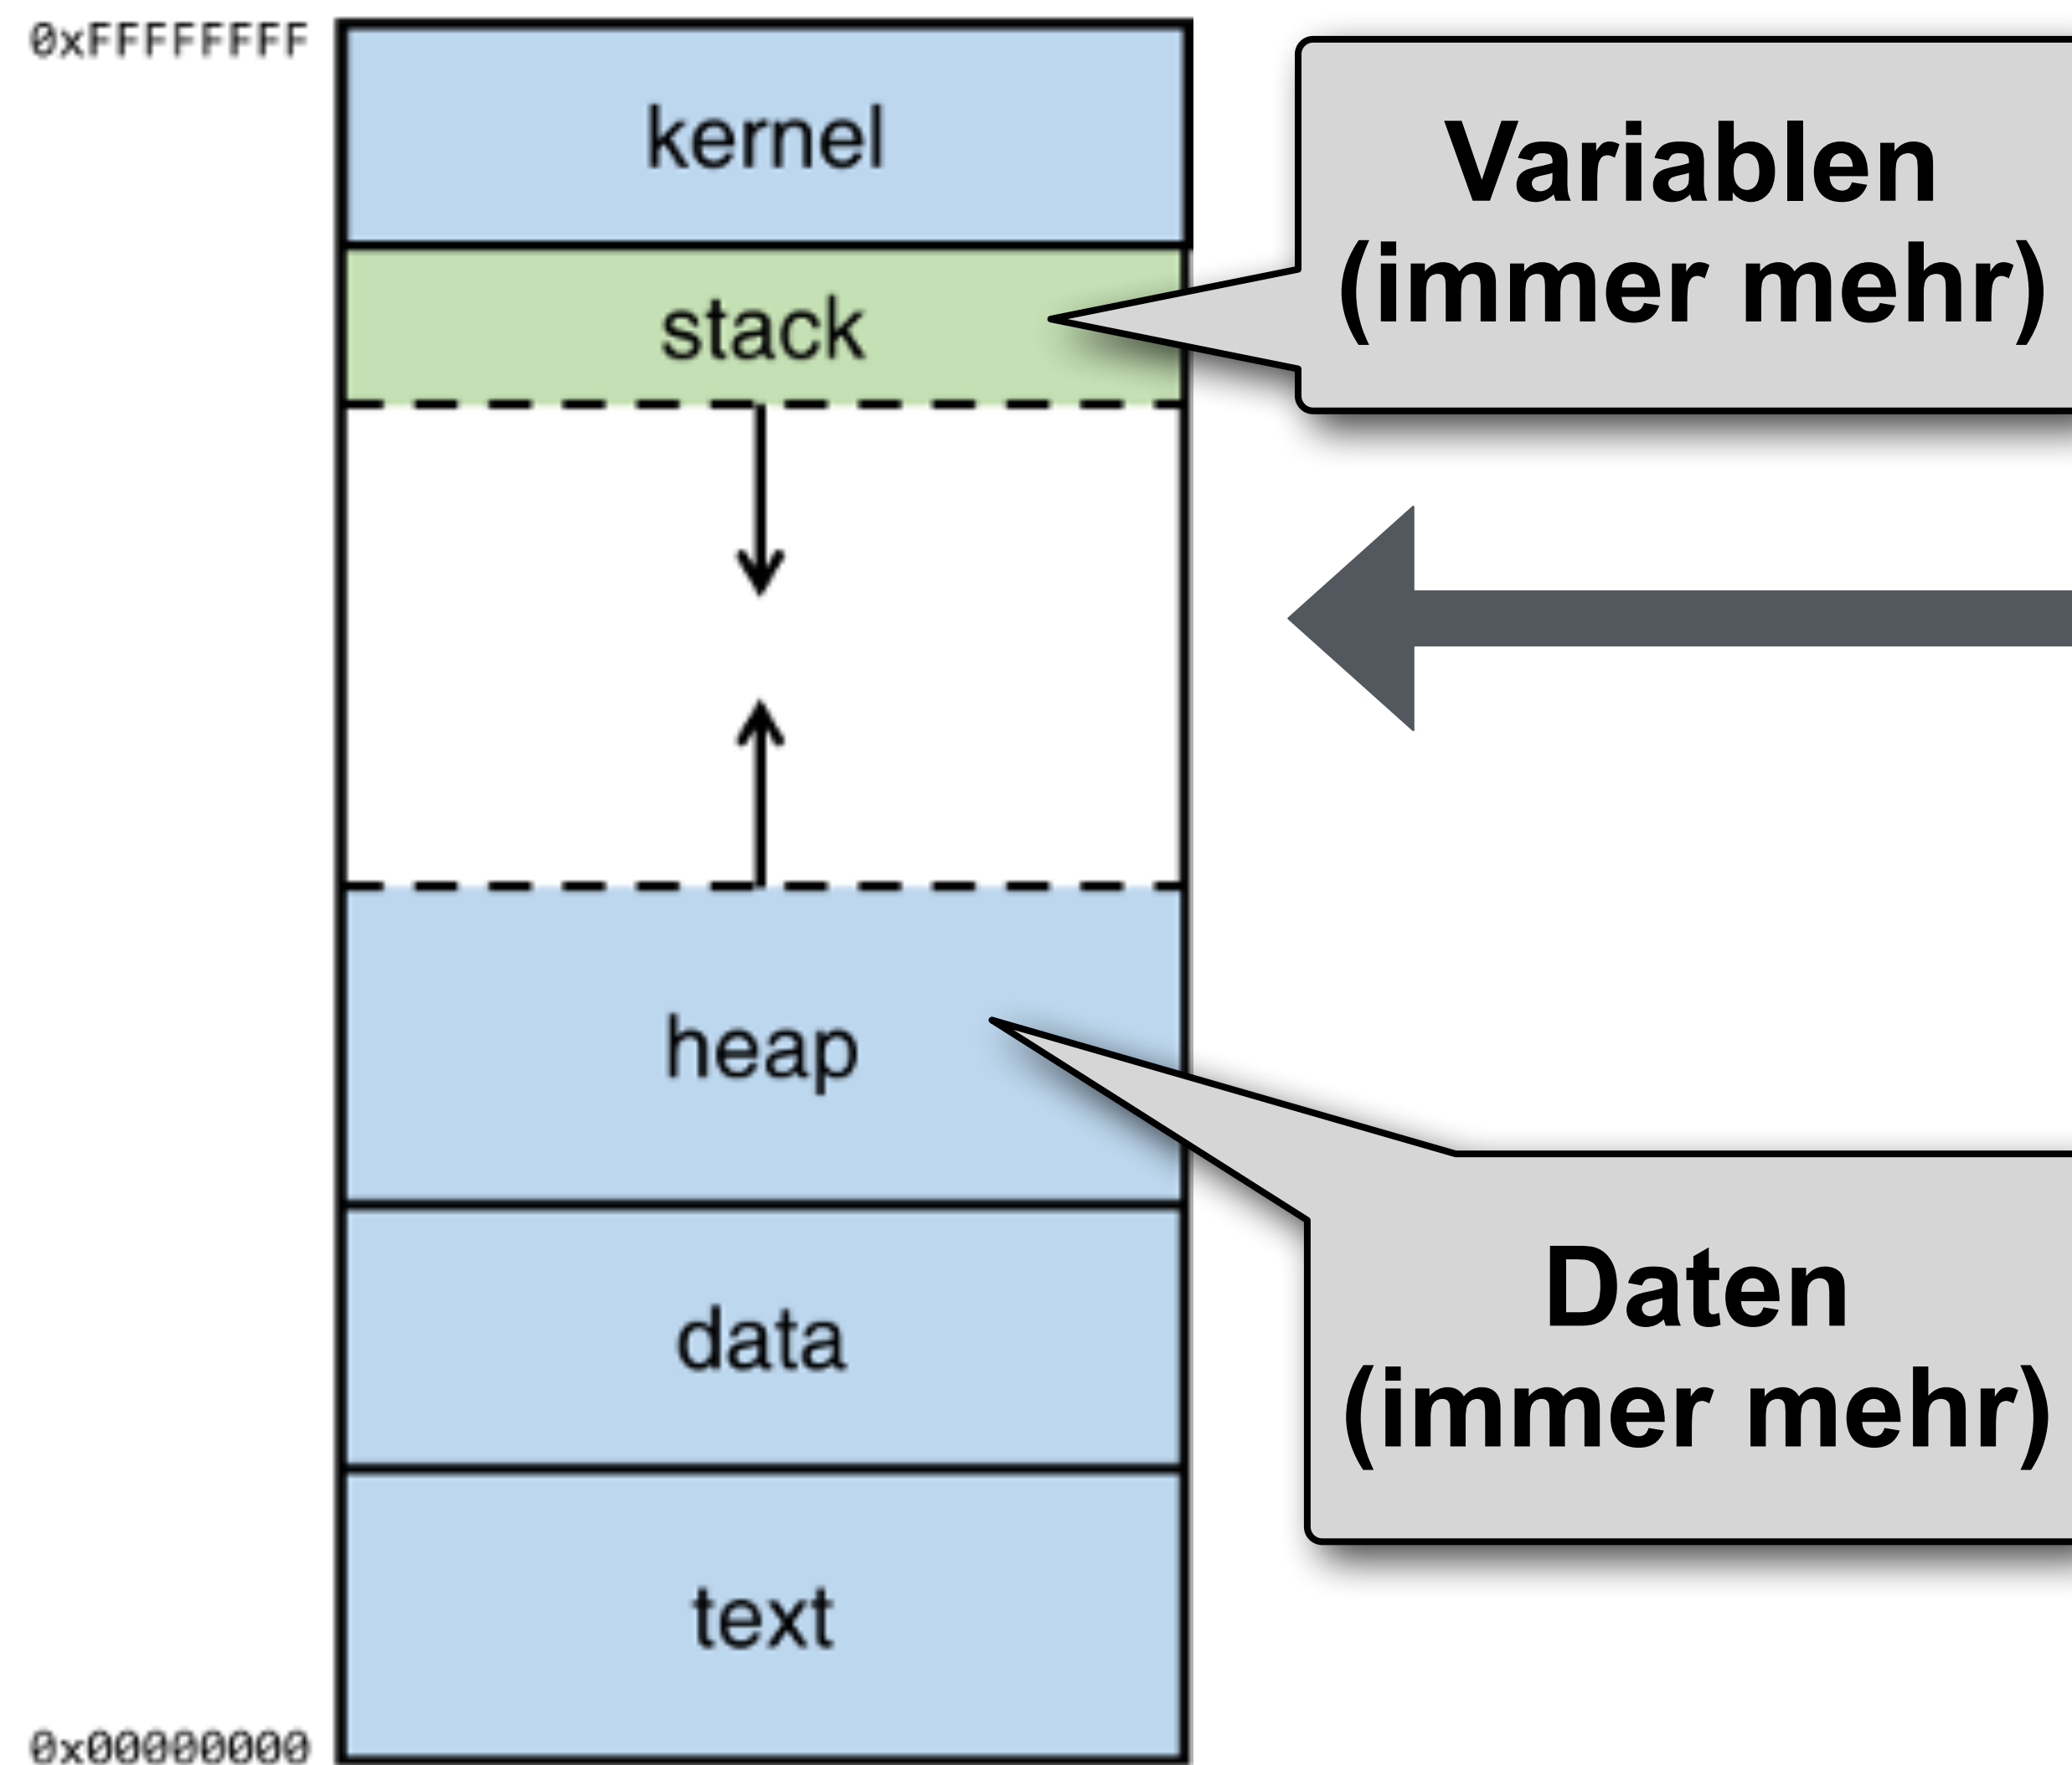 0xFFFFFFFF
kernel
Variablen
(immer mehr)
stack
heap
Daten
(immer mehr)
data
text
0x00000000